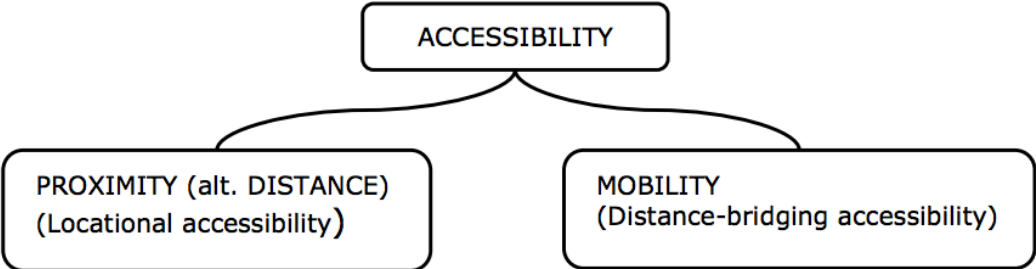 ACCESSIBILITY
PROXIMITY (alt. DISTANCE)
(Locational accessibility)
MOBILITY
(Distance-bridging accessibility)